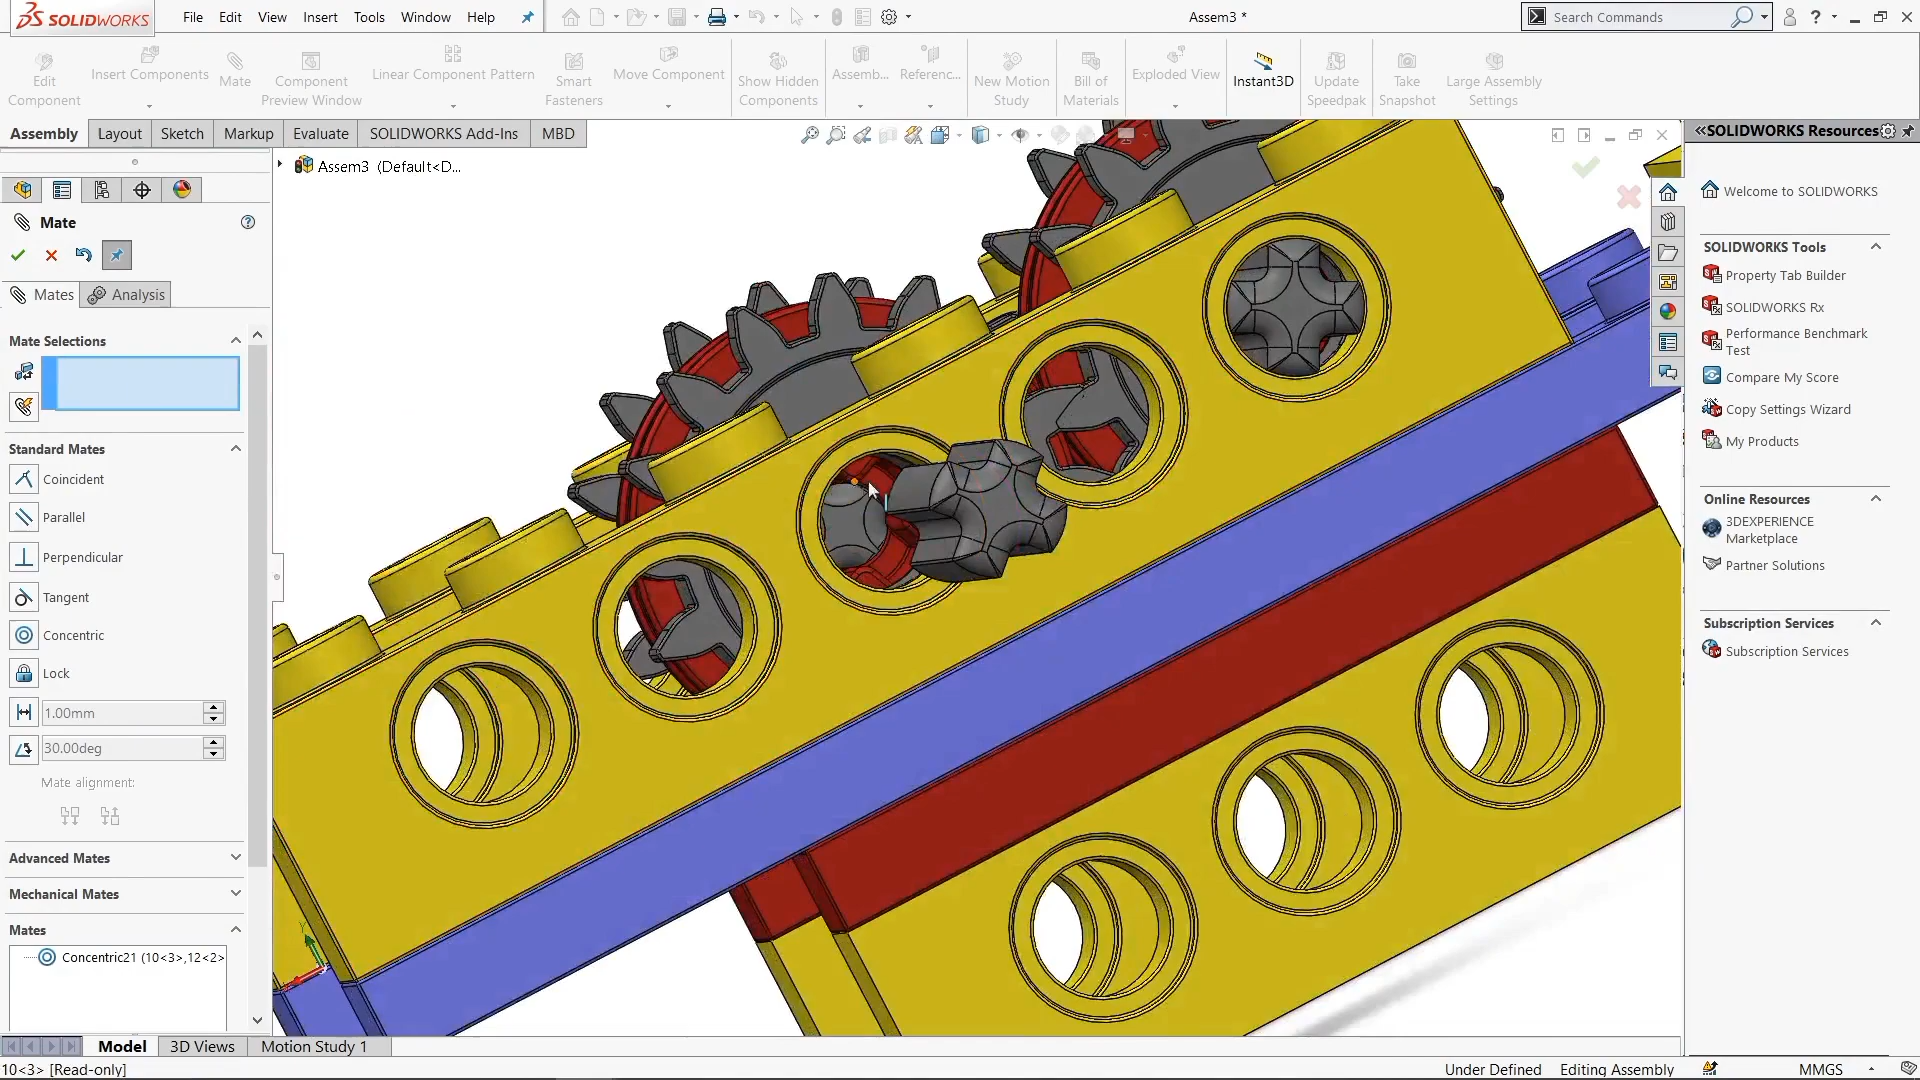 SOLIDWORKS
File Edit View Insert Tools Window Help
Assem3 *
Search Commands
Edit Component
Insert Components
Mate
Component Preview Window
Linear Component Pattern
Smart Fasteners
Move Component
Show Hidden Components
Assemb...
Referenc...
New Motion Study
Bill of Materials
Exploded View
Instant3D
Update Speedpak
Take Snapshot
Large Assembly Settings
Assembly Layout Sketch Markup Evaluate SOLIDWORKS Add-Ins MBD
Assem3 (Default<D...
Mate
Mates Analysis
Mate Selections
Standard Mates
Coincident
Parallel
Perpendicular
Tangent
Concentric
Lock
1.00mm
30.00deg
Mate alignment:
Advanced Mates
Mechanical Mates
Mates
Concentric21 (10<3>,12<2>
SOLIDWORKS Resources
Welcome to SOLIDWORKS
SOLIDWORKS Tools
Property Tab Builder
SOLIDWORKS Rx
Performance Benchmark
Test
Compare My Score
Copy Settings Wizard
My Products
Online Resources
3DEXPERIENCE
Marketplace
Partner Solutions
Subscription Services
Subscription Services
Model 3D Views Motion Study 1
10<3> [Read-only]
Under Defined Editing Assembly MMGS